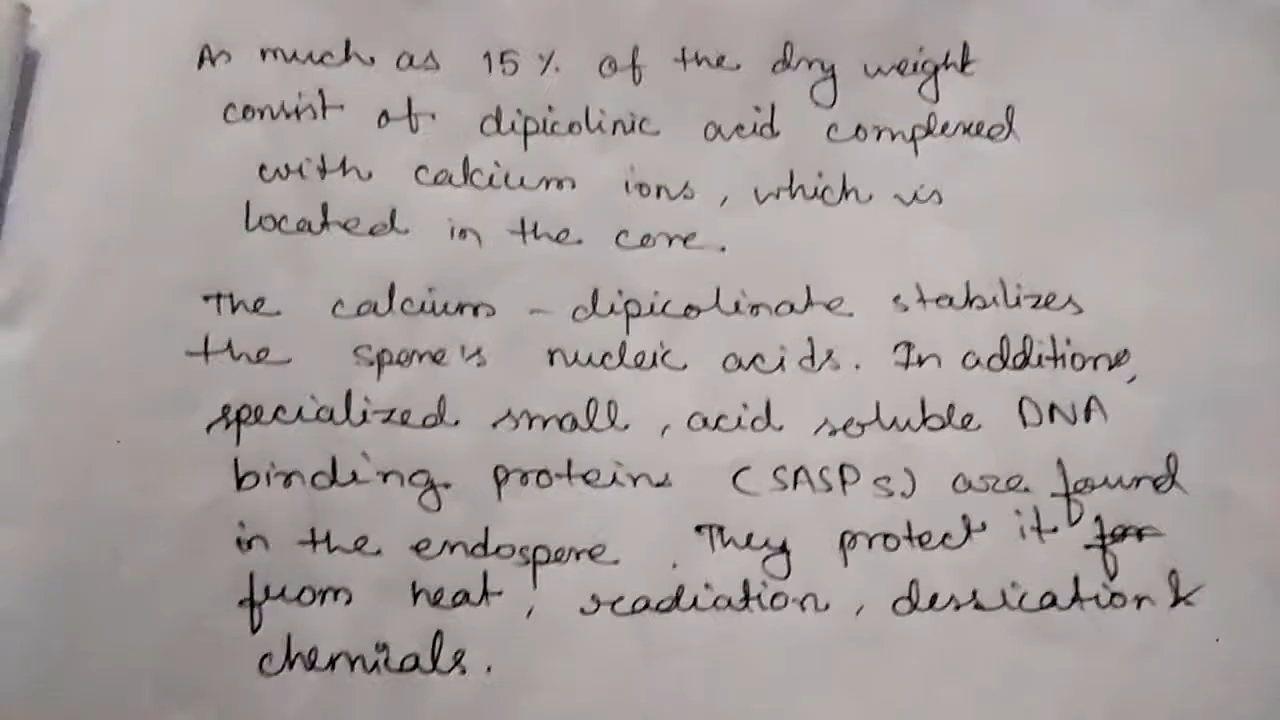 As much as 15 % of the dry weight
consist of dipicolinic acid complexed
with calcium ions, which is
located in the core.
The calcium - dipicolinate stabilizes
the spore's nucleic acids. In addition,
specialized small, acid soluble DNA
binding proteins (SASPs) are found
in the endospore. They protect it for
from heat, radiation, dessication &
chemicals.